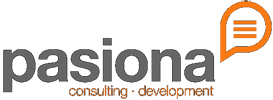 pasiona
consulting · development